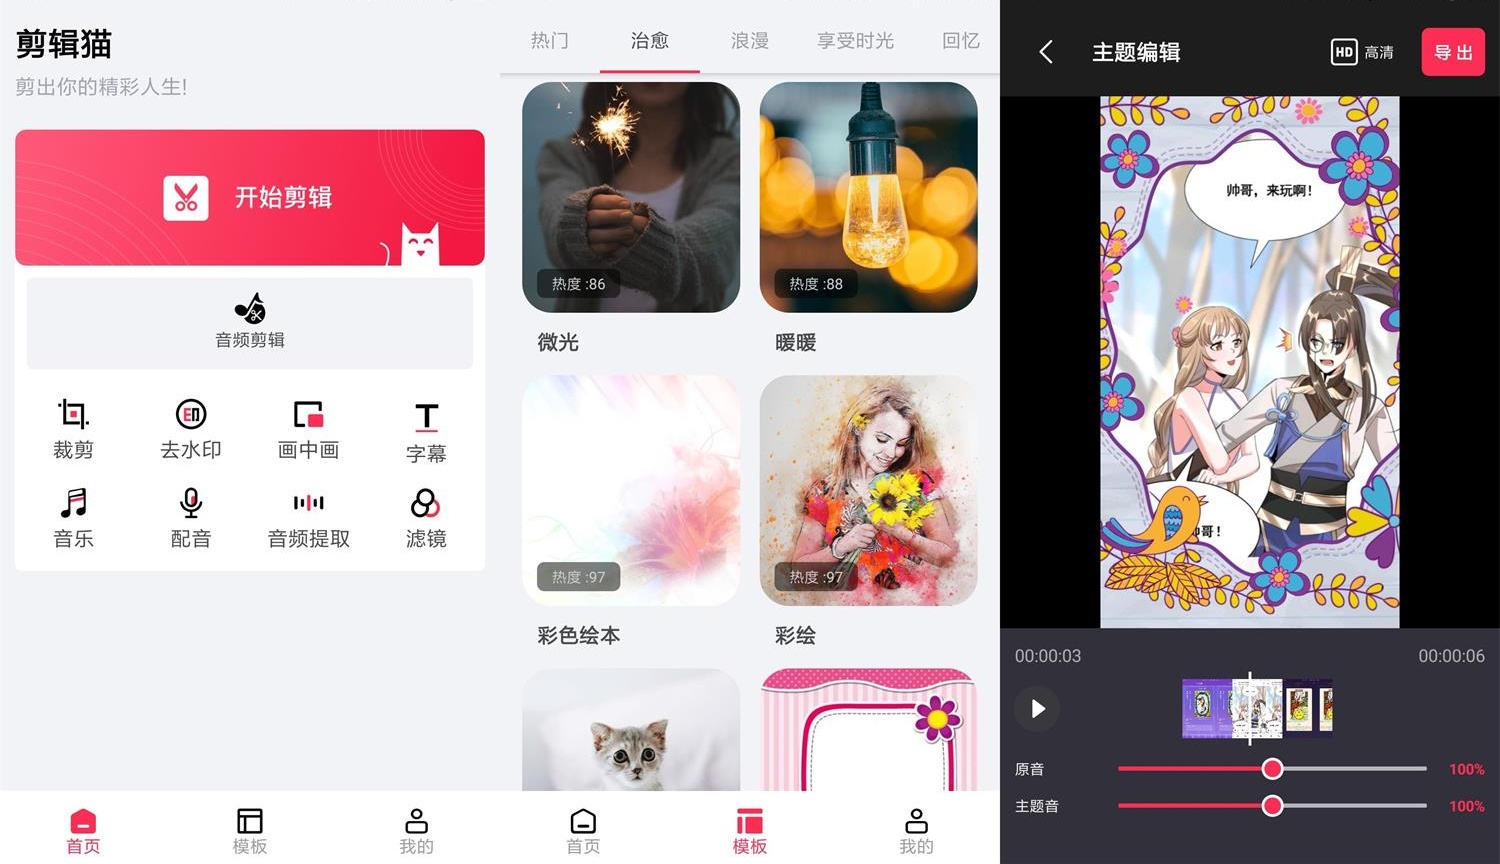 剪辑猫
剪出你的精彩人生!
开始剪辑
音频剪辑
裁剪
去水印
画中画
T
字幕
音乐
配音
音频提取
滤镜
首页
模板
我的
热门
治愈
浪漫
享受时光
回忆
热度 :86
热度 :88
微光
暖暖
热度 :97
热度 :97
彩色绘本
彩绘
首页
模板
我的
主题编辑
HD 高清
导出
帅哥，来玩啊！
帅哥！
00:00:03
00:00:06
原音
100%
主题音
100%